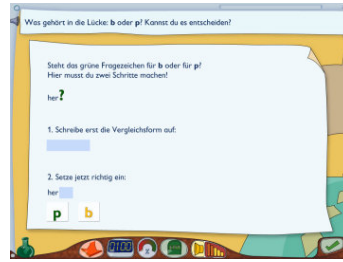 Was gehört in die Lücke: b oder p? Kannst du es entscheiden?
Steht das grüne Fragezeichen für b oder für p?
Hier musst du zwei Schritte machen!
her?
1. Schreibe erst die Vergleichsform auf:
2. Setze jetzt richtig ein:
her
p b
0100